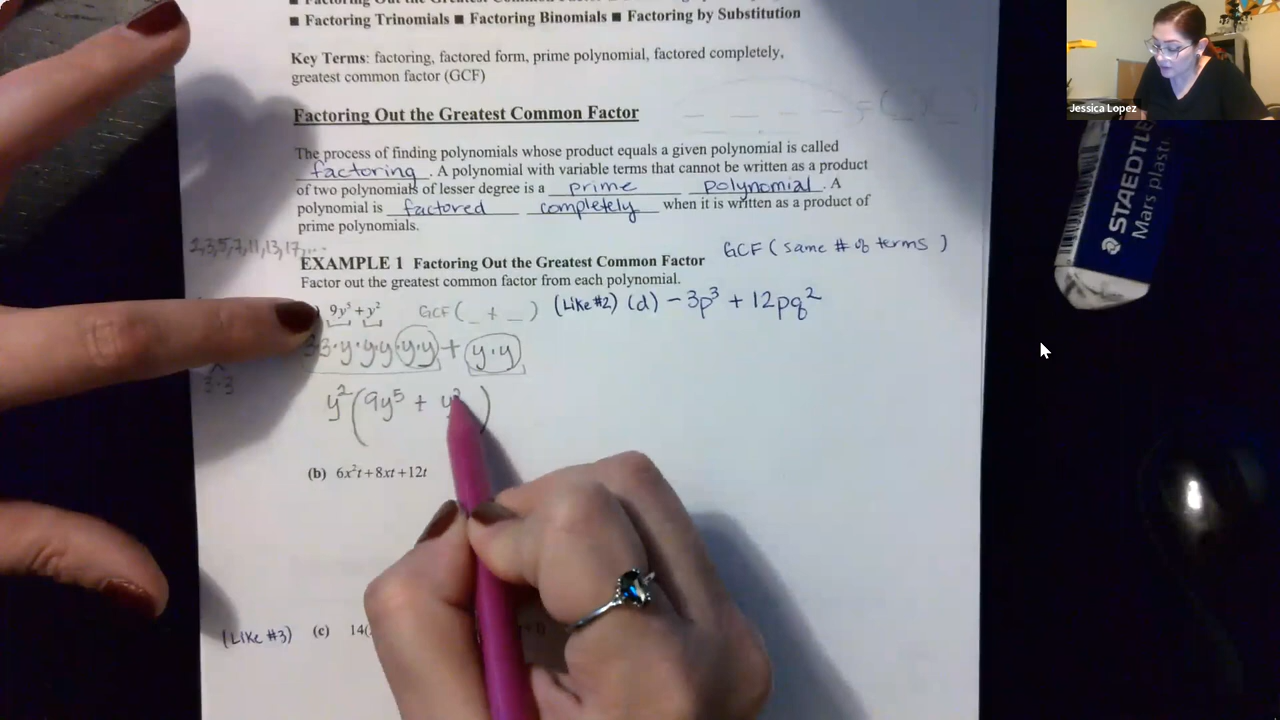 ■ Factoring Trinomials ■ Factoring Binomials ■ Factoring by Substitution
Key Terms: factoring, factored form, prime polynomial, factored completely,
greatest common factor (GCF)
Jessica Lopez
Factoring Out the Greatest Common Factor
The process of finding polynomials whose product equals a given polynomial is called
factoring. A polynomial with variable terms that cannot be written as a product
of two polynomials of lesser degree is a prime polynomial. A
polynomial is factored completely when it is written as a product of
prime polynomials.
2,3,5,7,11,13,17,...
GCF (same # of terms)
EXAMPLE 1 Factoring Out the Greatest Common Factor
Factor out the greatest common factor from each polynomial.
9y⁵ + y²
GCF( _ + _ )
(Like #2) (d) -3p³ + 12pq²
3·y·y·y·y·y + y·y
3·3
y²(9y⁵ + y² )
(b) 6x²t + 8xt + 12t
(Like #3) (c) 14(
STAEDTLER
Mars plasti